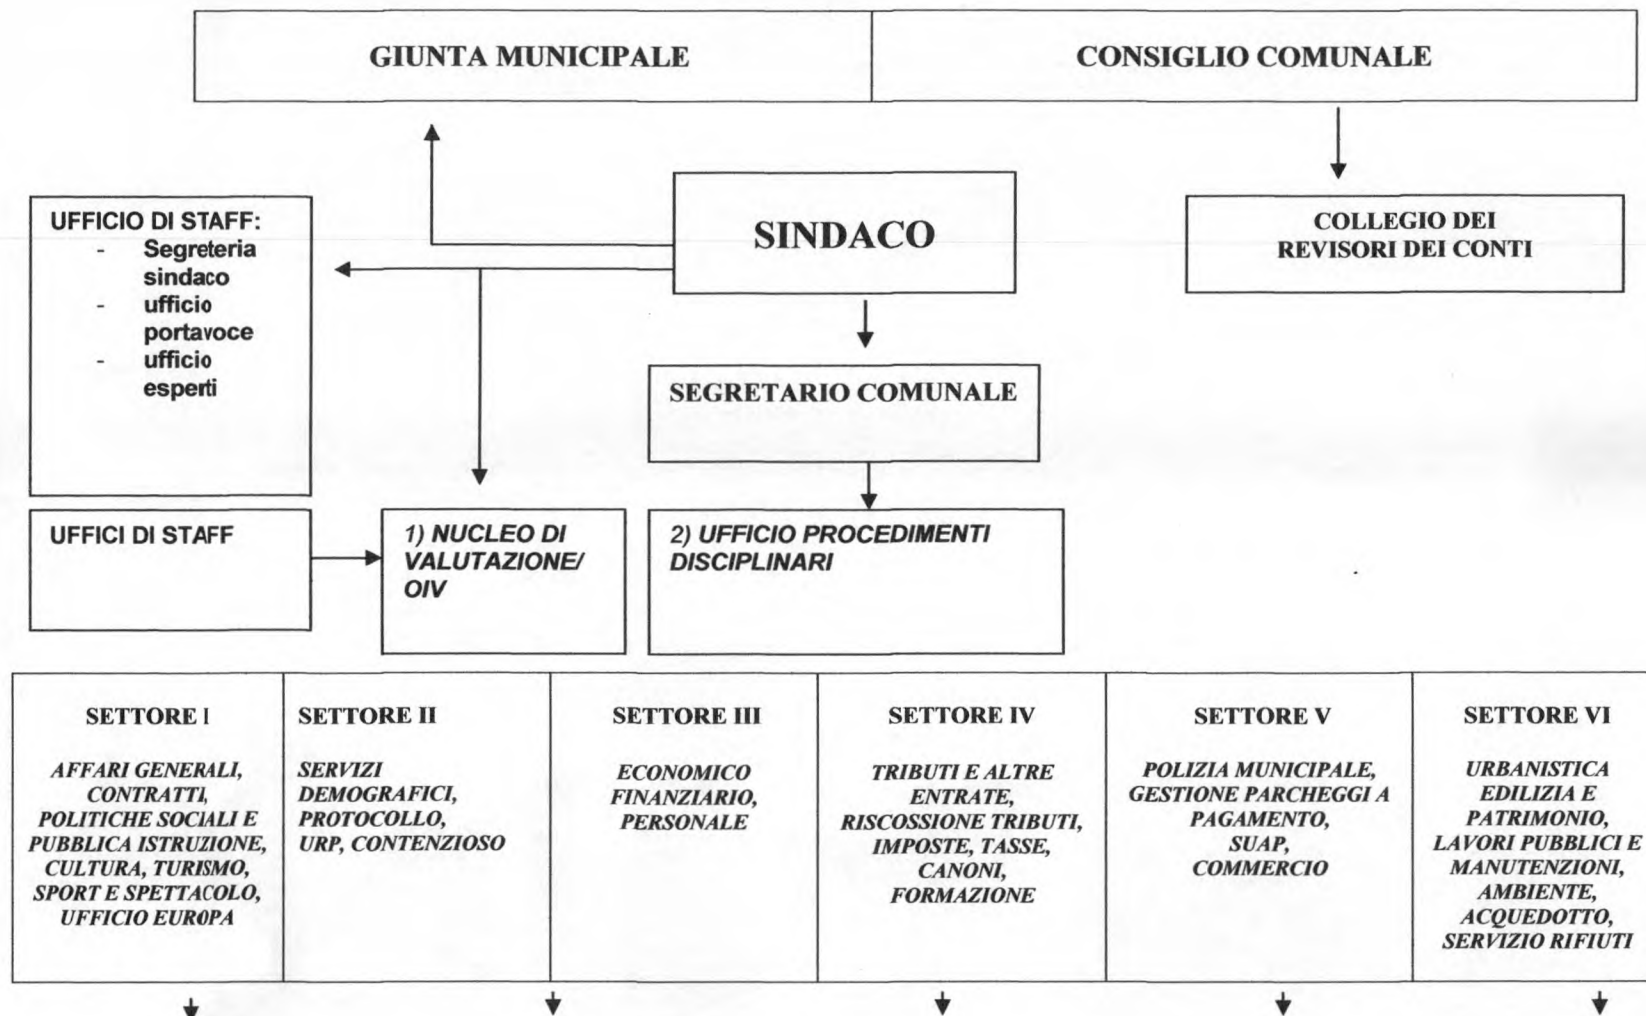 GIUNTA MUNICIPALE
CONSIGLIO COMUNALE
UFFICIO DI STAFF:
- Segreteria
sindaco
- ufficio
portavoce
- ufficio
esperti
SINDACO
COLLEGIO DEI
REVISORI DEI CONTI
SEGRETARIO COMUNALE
UFFICI DI STAFF
1) NUCLEO DI
VALUTAZIONE/
OIV
2) UFFICIO PROCEDIMENTI
DISCIPLINARI
SETTORE I
AFFARI GENERALI,
CONTRATTI,
POLITICHE SOCIALI E
PUBBLICA ISTRUZIONE,
CULTURA, TURISMO,
SPORT E SPETTACOLO,
UFFICIO EUROPA
SETTORE II
SERVIZI
DEMOGRAFICI,
PROTOCOLLO,
URP, CONTENZIOSO
SETTORE III
ECONOMICO
FINANZIARIO,
PERSONALE
SETTORE IV
TRIBUTI E ALTRE
ENTRATE,
RISCOSSIONE TRIBUTI,
IMPOSTE, TASSE,
CANONI,
FORMAZIONE
SETTORE V
POLIZIA MUNICIPALE,
GESTIONE PARCHEGGI A
PAGAMENTO,
SUAP,
COMMERCIO
SETTORE VI
URBANISTICA
EDILIZIA E
PATRIMONIO,
LAVORI PUBBLICI E
MANUTENZIONI,
AMBIENTE,
ACQUEDOTTO,
SERVIZIO RIFIUTI